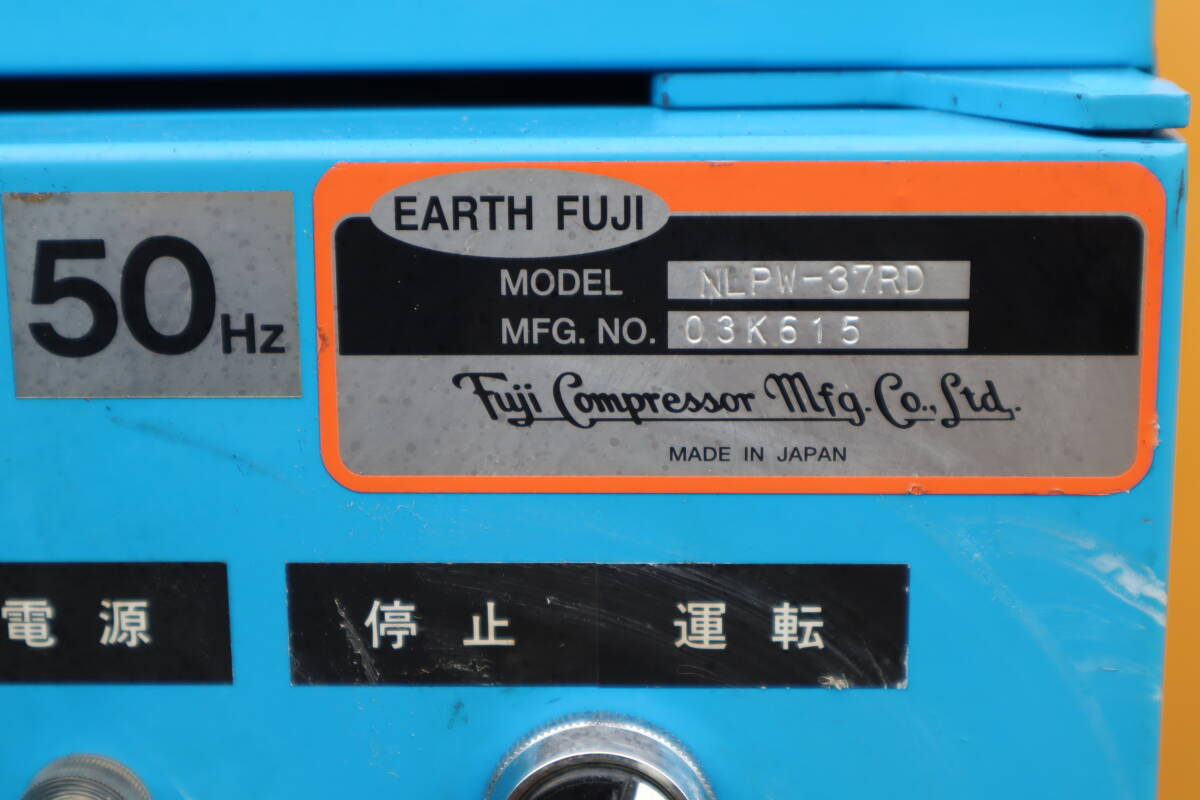 50Hz
EARTH FUJI
MODEL NLPW-37RD
MFG. NO. 03K615
Fuji Compressor Mfg. Co., Ltd.
MADE IN JAPAN
電源
停止 運転